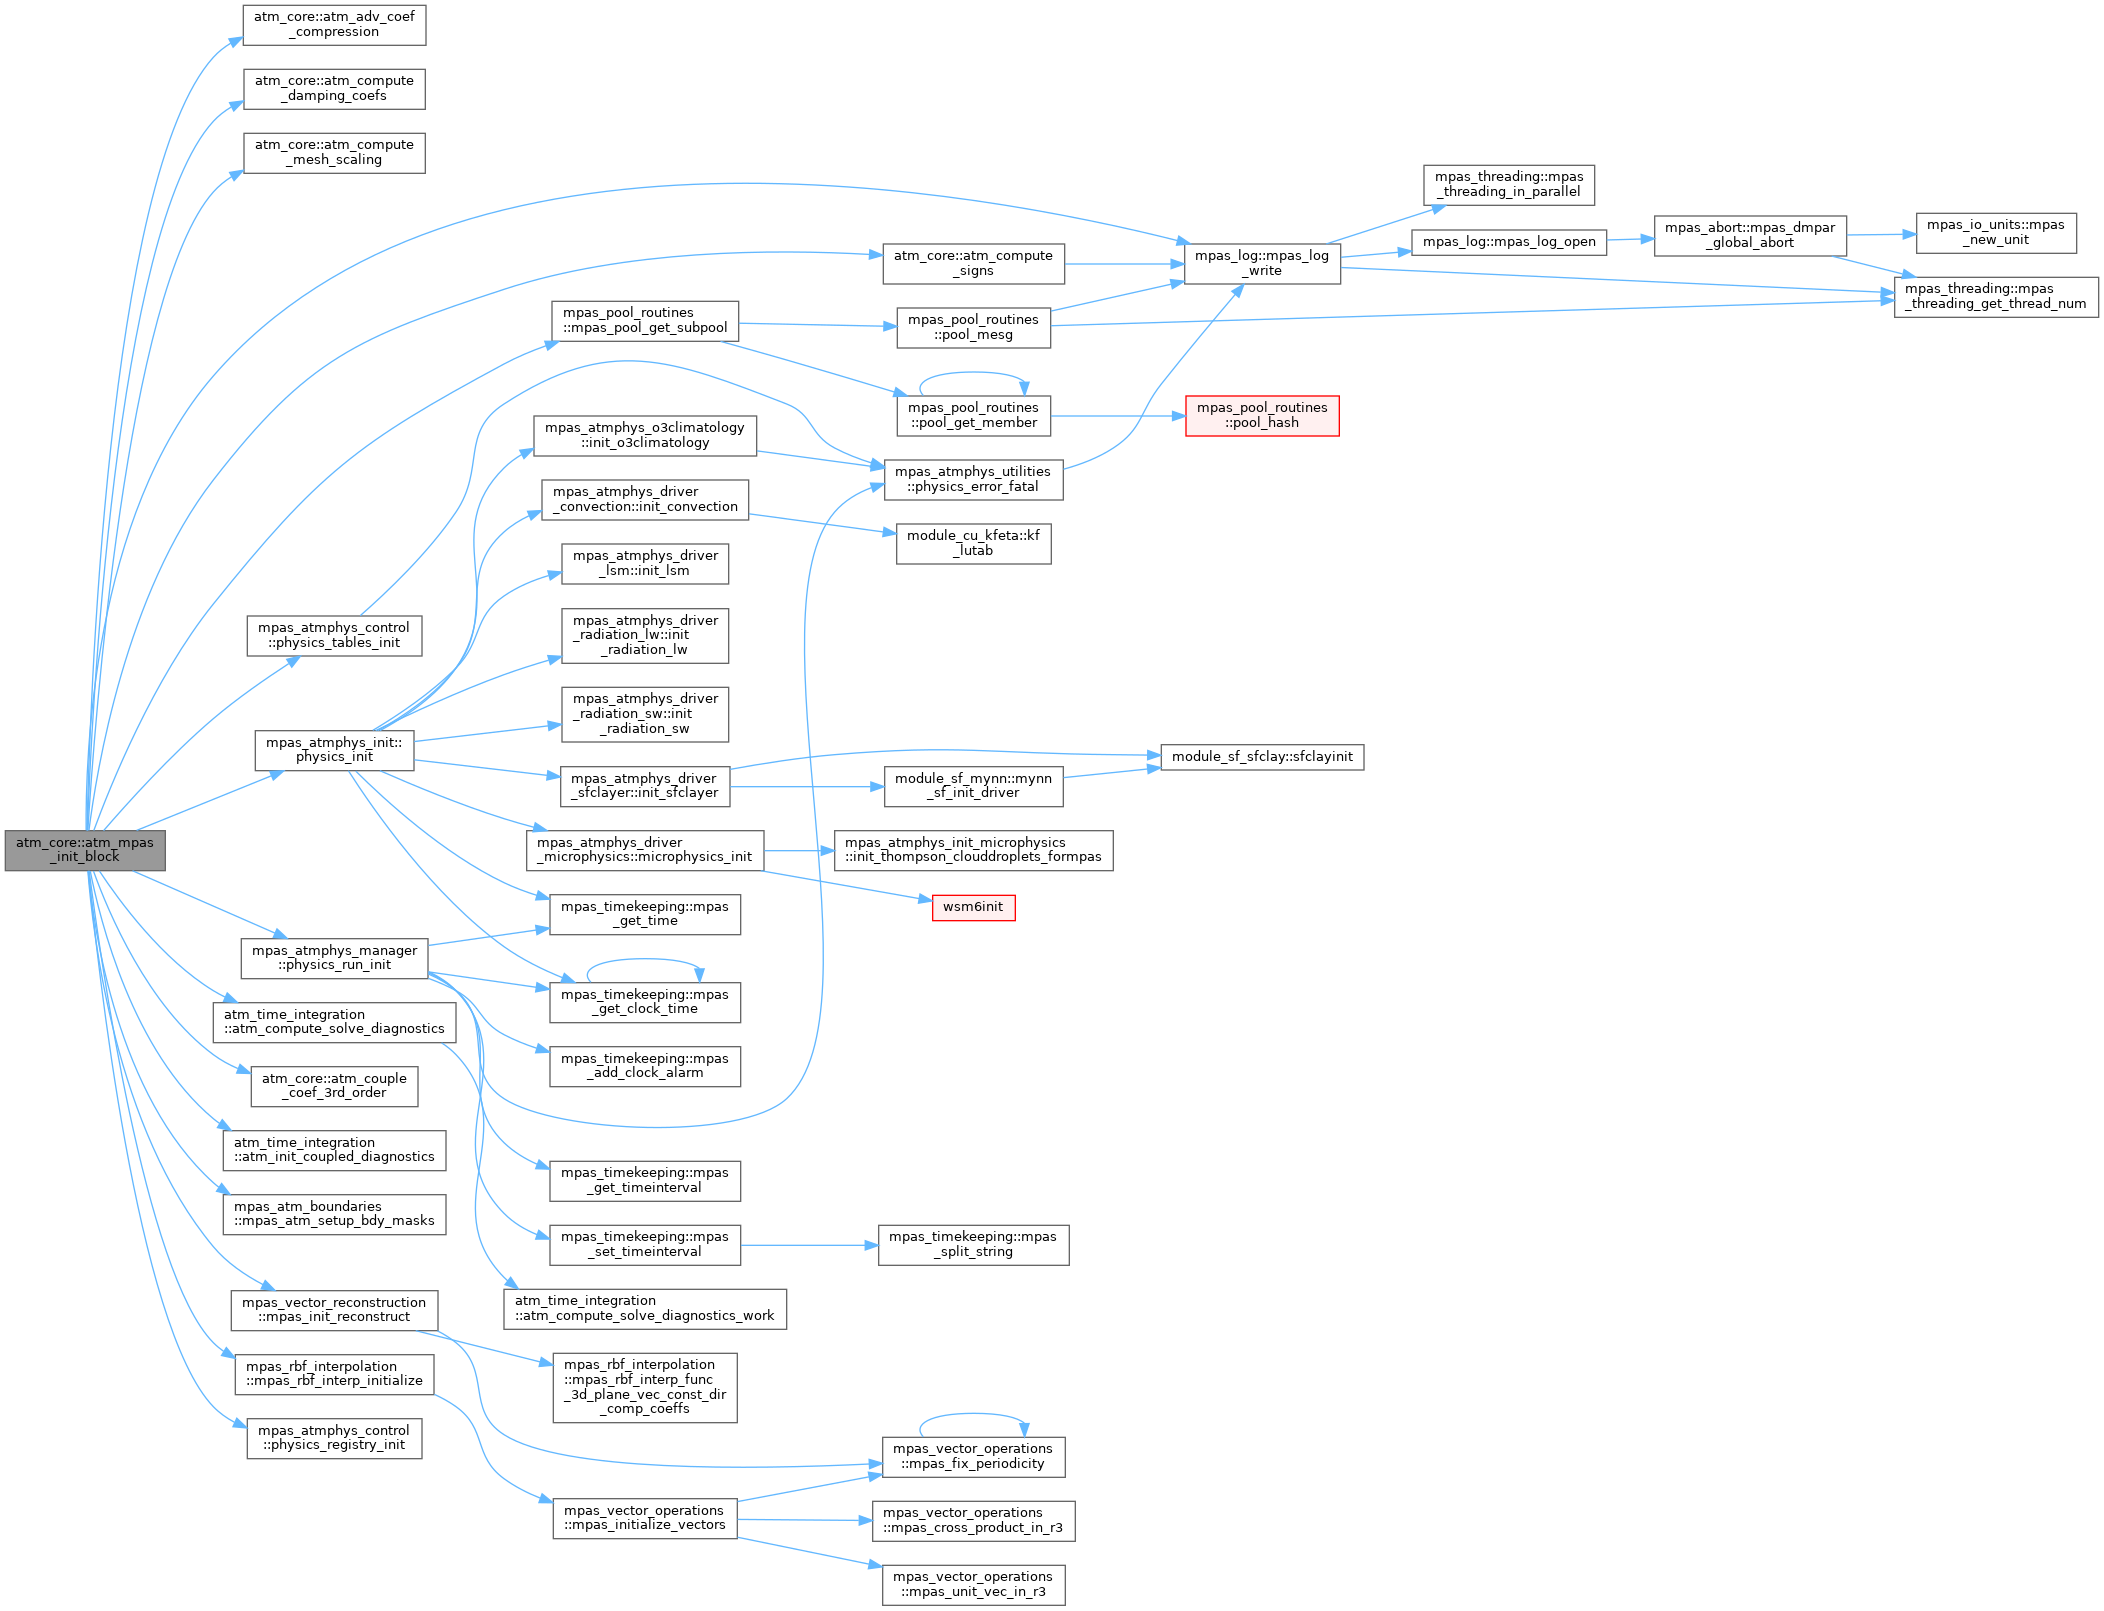 atm_core::atm_adv_coef
_compression
atm_core::atm_compute
_damping_coefs
atm_core::atm_compute
_mesh_scaling
mpas_threading::mpas
_threading_in_parallel
mpas_io_units::mpas
_new_unit
mpas_abort::mpas_dmpar
_global_abort
mpas_log::mpas_log_open
mpas_log::mpas_log
_write
atm_core::atm_compute
_signs
mpas_threading::mpas
_threading_get_thread_num
mpas_pool_routines
::mpas_pool_get_subpool
mpas_pool_routines
::pool_mesg
mpas_pool_routines
::pool_get_member
mpas_pool_routines
::pool_hash
mpas_atmphys_o3climatology
::init_o3climatology
mpas_atmphys_utilities
::physics_error_fatal
mpas_atmphys_driver
_convection::init_convection
module_cu_kfeta::kf
_lutab
mpas_atmphys_driver
_lsm::init_lsm
mpas_atmphys_control
::physics_tables_init
mpas_atmphys_driver
_radiation_lw::init
_radiation_lw
mpas_atmphys_driver
_radiation_sw::init
_radiation_sw
mpas_atmphys_init::
physics_init
module_sf_sfclay::sfclayinit
mpas_atmphys_driver
_sfclayer::init_sfclayer
module_sf_mynn::mynn
_sf_init_driver
atm_core::atm_mpas
_init_block
mpas_atmphys_driver
_microphysics::microphysics_init
mpas_atmphys_init_microphysics
::init_thompson_clouddroplets_formpas
mpas_timekeeping::mpas
_get_time
wsm6init
mpas_atmphys_manager
::physics_run_init
mpas_timekeeping::mpas
_get_clock_time
atm_time_integration
::atm_compute_solve_diagnostics
mpas_timekeeping::mpas
_add_clock_alarm
atm_core::atm_couple
_coef_3rd_order
atm_time_integration
::atm_init_coupled_diagnostics
mpas_timekeeping::mpas
_get_timeinterval
mpas_atm_boundaries
::mpas_atm_setup_bdy_masks
mpas_timekeeping::mpas
_set_timeinterval
mpas_timekeeping::mpas
_split_string
mpas_vector_reconstruction
::mpas_init_reconstruct
atm_time_integration
::atm_compute_solve_diagnostics_work
mpas_rbf_interpolation
::mpas_rbf_interp_initialize
mpas_rbf_interpolation
::mpas_rbf_interp_func
_3d_plane_vec_const_dir
_comp_coeffs
mpas_atmphys_control
::physics_registry_init
mpas_vector_operations
::mpas_fix_periodicity
mpas_vector_operations
::mpas_initialize_vectors
mpas_vector_operations
::mpas_cross_product_in_r3
mpas_vector_operations
::mpas_unit_vec_in_r3